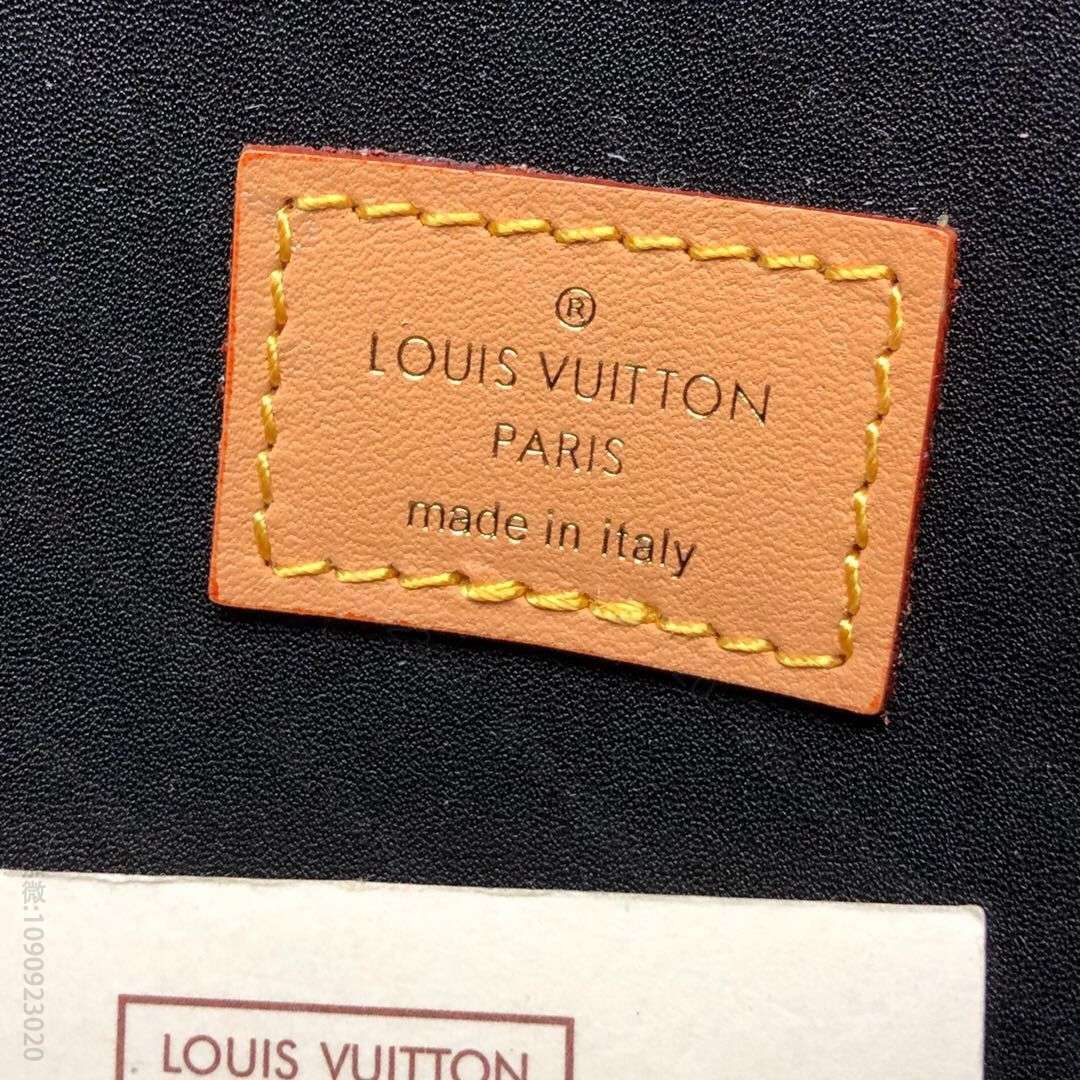 ®
LOUIS VUITTON
PARIS
made in italy
微:1090923020
LOUIS VUITTON